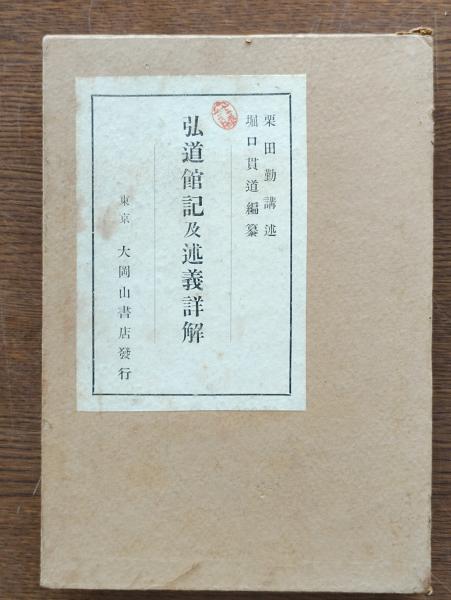 栗田勤講述
堀口貫道編纂
弘道館記及述義詳解
東京 大岡山書店發行